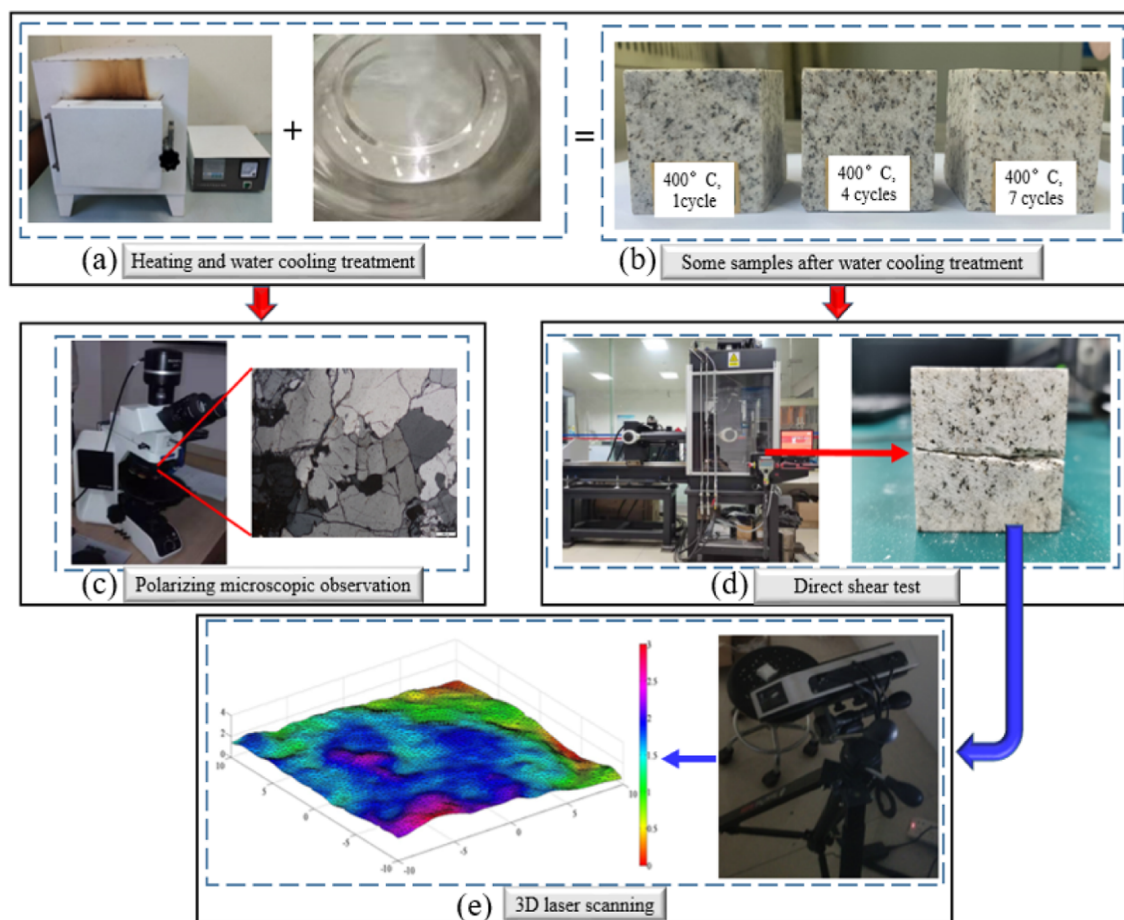 +
=
400° C,
1cycle
400° C,
4 cycles
400° C,
7 cycles
(a) Heating and water cooling treatment
(b) Some samples after water cooling treatment
(c) Polarizing microscopic observation
(d) Direct shear test
4
2
0
10
5
0
-5
-10
-10
-5
0
5
10
3
2.5
2
1.5
1
0.5
0
(e) 3D laser scanning